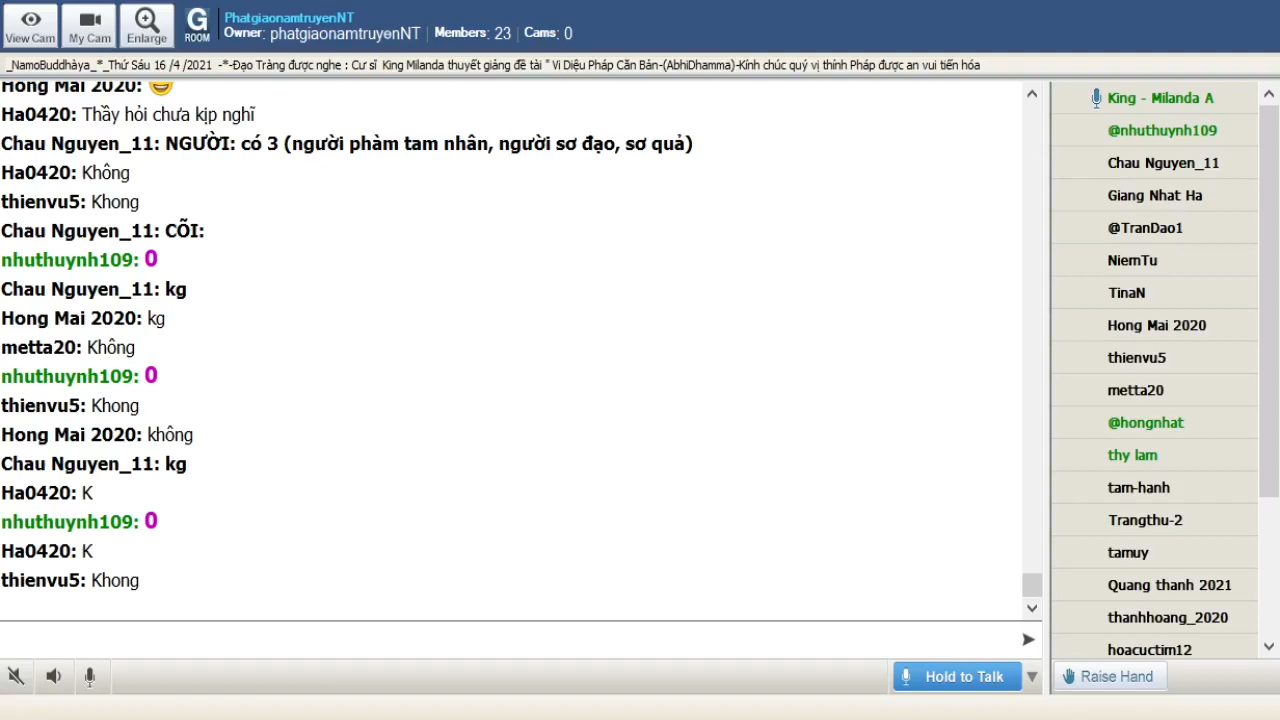 View Cam
My Cam
Enlarge
G
ROOM
PhatgiaonamtruyenNT
Owner: phatgiaonamtruyenNT | Members: 23 | Cams: 0
_NamoBuddhàya_*_Thứ Sáu 16 /4 /2021 -*-Đạo Tràng được nghe : Cư sĩ King Milanda thuyết giảng đề tài " Vi Diệu Pháp Căn Bản-(AbhiDhamma)-Kính chúc quý vị thính Pháp được an vui tiến hóa
Hong Mai 2020:
Ha0420: Thầy hỏi chưa kịp nghĩ
Chau Nguyen_11: NGƯỜI: có 3 (người phàm tam nhân, người sơ đạo, sơ quả)
Ha0420: Không
thienvu5: Khong
Chau Nguyen_11: CÕI:
nhuthuynh109: 0
Chau Nguyen_11: kg
Hong Mai 2020: kg
metta20: Không
nhuthuynh109: 0
thienvu5: Khong
Hong Mai 2020: không
Chau Nguyen_11: kg
Ha0420: K
nhuthuynh109: 0
Ha0420: K
thienvu5: Khong
King - Milanda A
@nhuthuynh109
Chau Nguyen_11
Giang Nhat Ha
@TranDao1
NiemTu
TinaN
Hong Mai 2020
thienvu5
metta20
@hongnhat
thy lam
tam-hanh
Trangthu-2
tamuy
Quang thanh 2021
thanhhoang_2020
hoacuctim12
Hold to Talk
Raise Hand